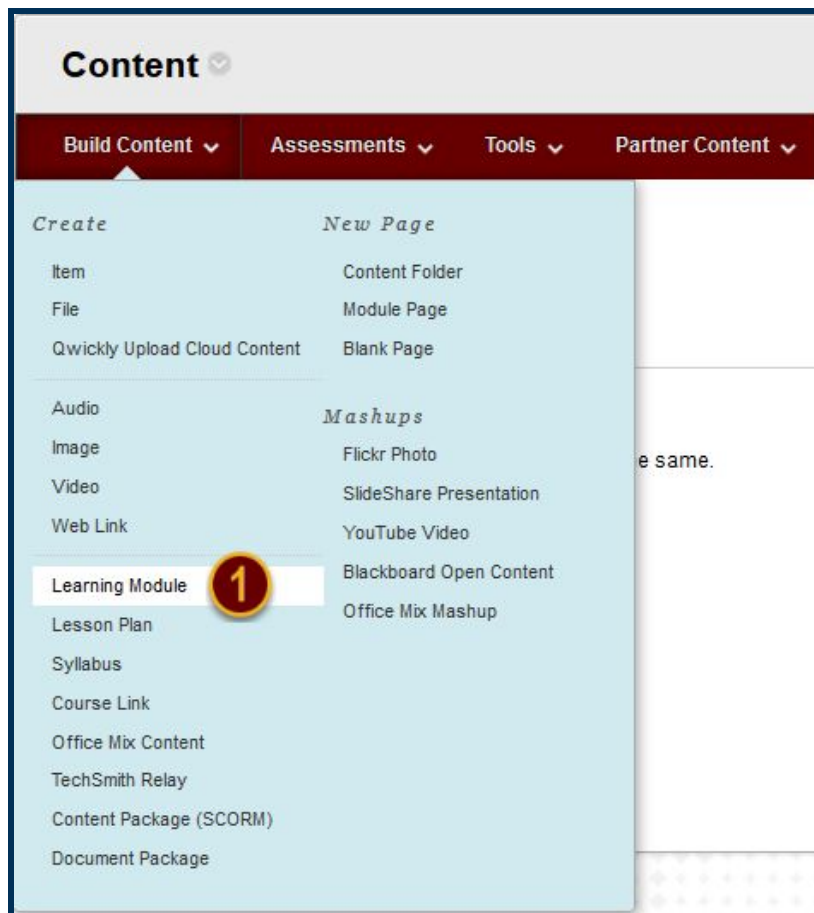 Content
Build Content
Assessments
Tools
Partner Content
Create
Item
File
Qwickly Upload Cloud Content
Audio
Image
Video
Web Link
Learning Module
1
Lesson Plan
Syllabus
Course Link
Office Mix Content
TechSmith Relay
Content Package (SCORM)
Document Package
New Page
Content Folder
Module Page
Blank Page
Mashups
Flickr Photo
SlideShare Presentation
YouTube Video
Blackboard Open Content
Office Mix Mashup
e same.